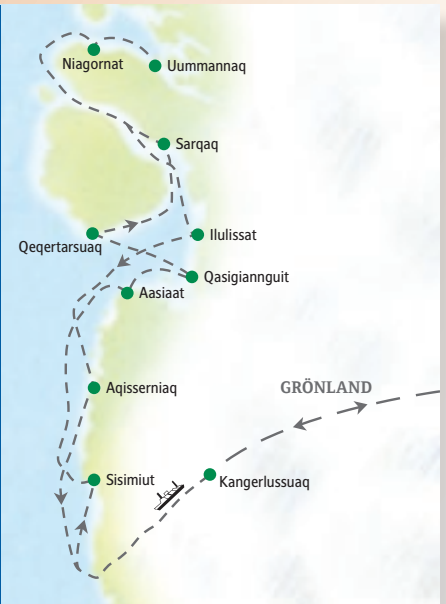 Niagornat
Uummannaq
Sarqaq
Qeqertarsuaq
Ilulissat
Qasigiannguit
Aasiaat
Aqisserniaq
GRÖNLAND
Sisimiut
Kangerlussuaq